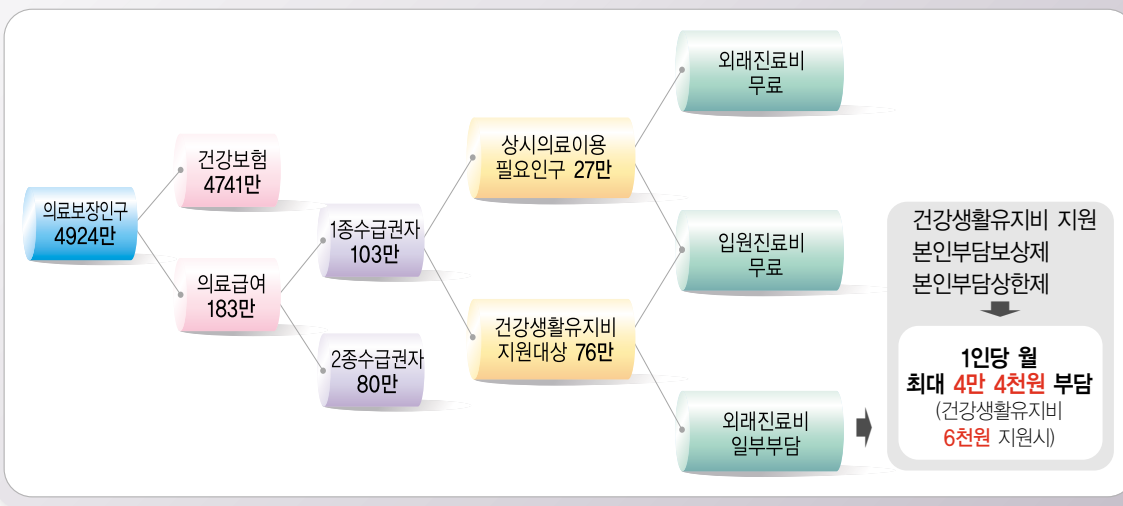 의료보장인구
4924만
건강보험
4741만
의료급여
183만
1종수급권자
103만
2종수급권자
80만
상시의료이용
필요인구 27만
건강생활유지비
지원대상 76만
외래진료비
무료
입원진료비
무료
외래진료비
일부부담
건강생활유지비 지원
본인부담보상제
본인부담상한제
1인당 월
최대 4만 4천원 부담
(건강생활유지비
6천원 지원시)